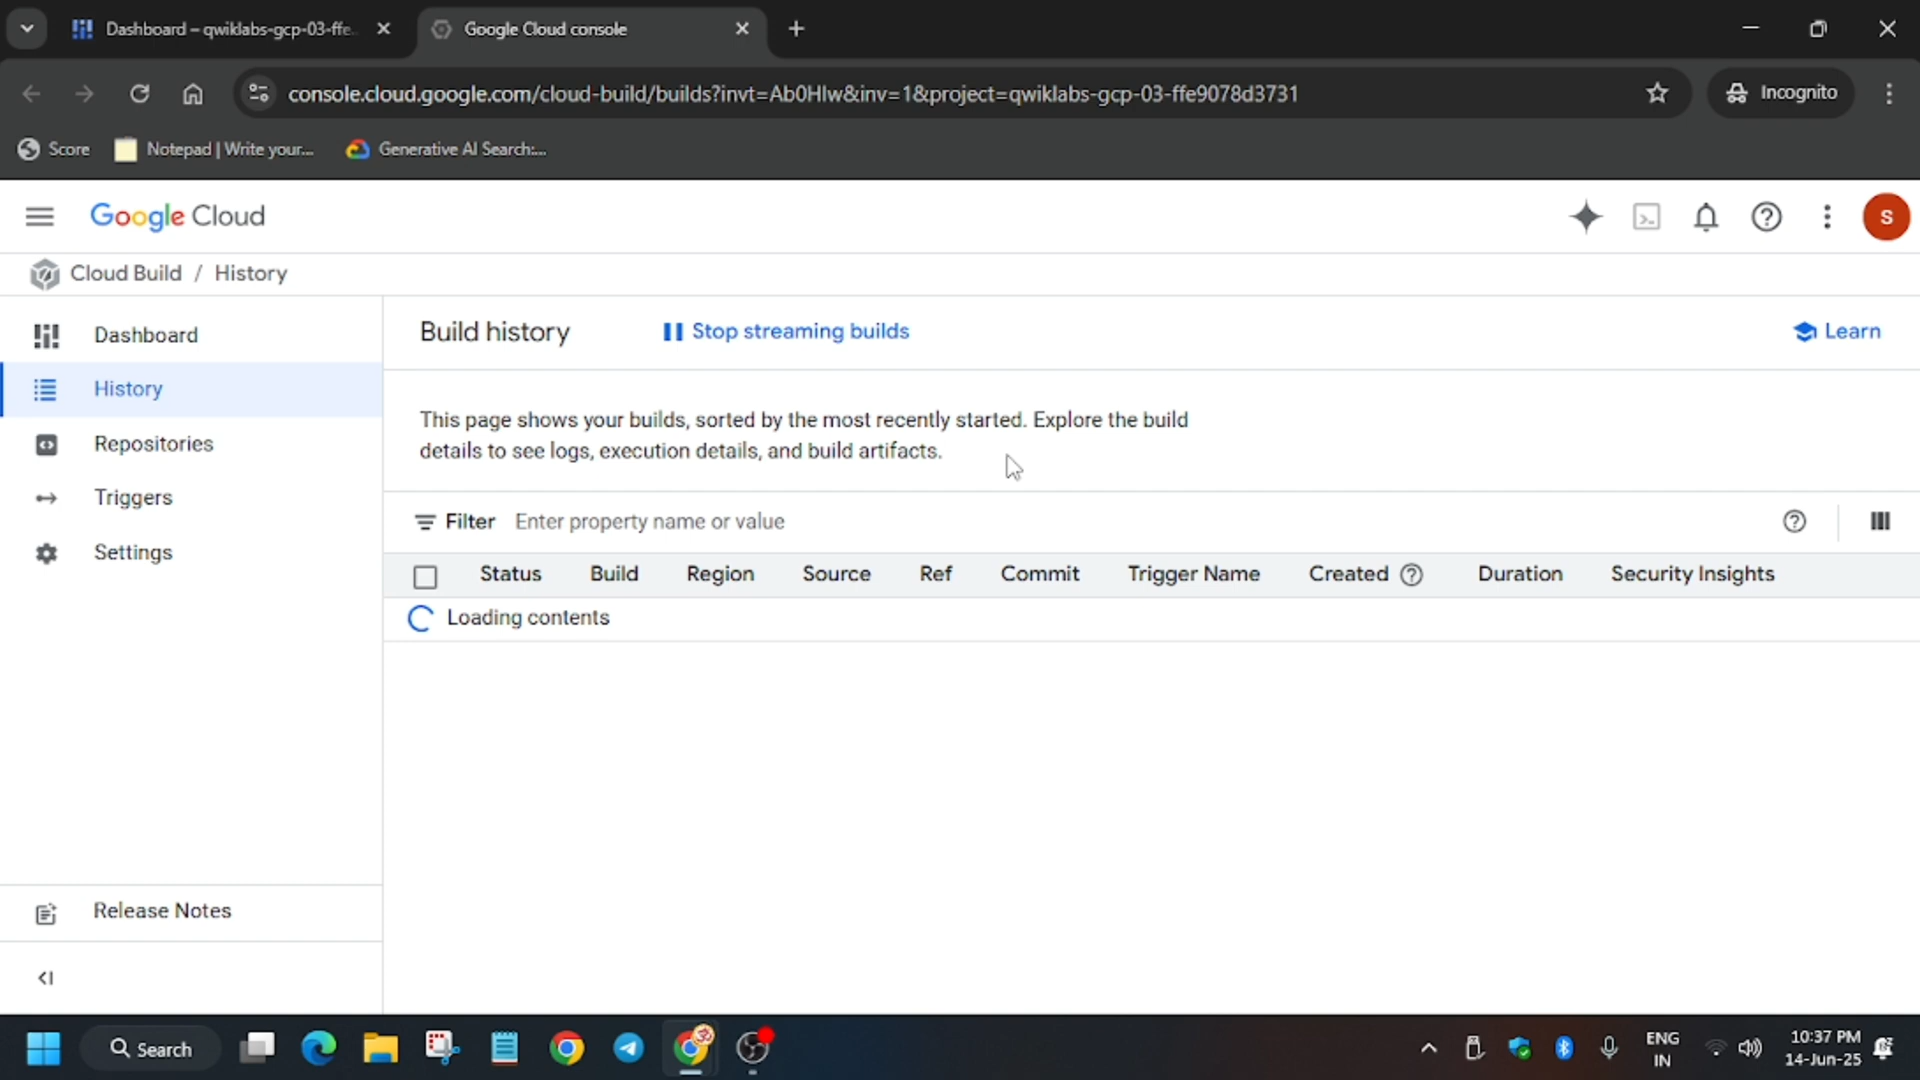 Dashboard – qwiklabs-gcp-03-ffe
Google Cloud console
console.cloud.google.com/cloud-build/builds?invt=Ab0Hlw&inv=1&project=qwiklabs-gcp-03-ffe9078d3731
Incognito
Score
Notepad | Write your...
Generative AI Search:...
Google Cloud
S
Cloud Build / History
Dashboard
History
Repositories
Triggers
Settings
Release Notes
Build history
Stop streaming builds
Learn
This page shows your builds, sorted by the most recently started. Explore the build
details to see logs, execution details, and build artifacts.
Filter Enter property name or value
Status Build Region Source Ref Commit Trigger Name Created Duration Security Insights
Loading contents
Search
ENG
IN
10:37 PM
14-Jun-25